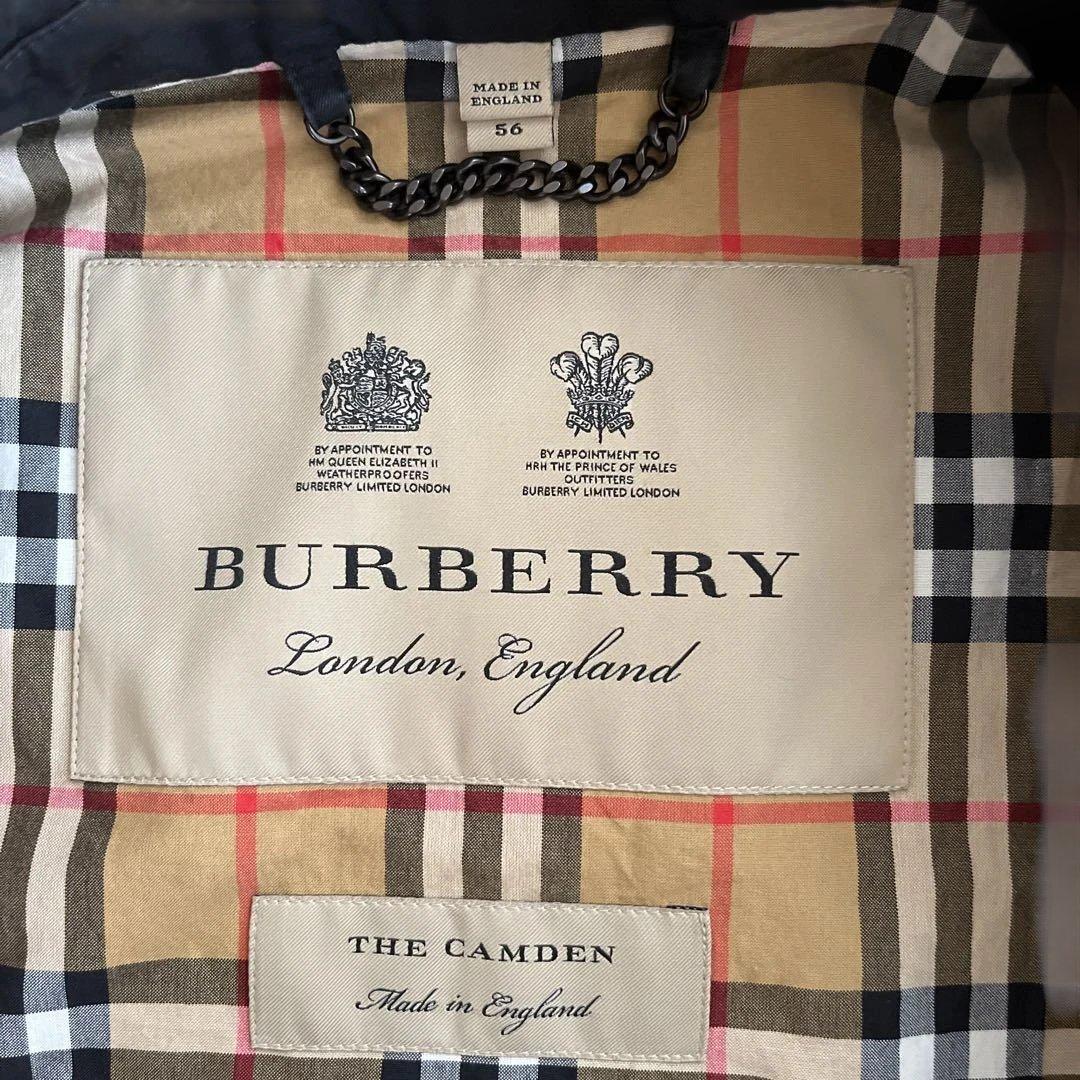 MADE IN
ENGLAND
56
BY APPOINTMENT TO
HM QUEEN ELIZABETH II
WEATHERPROOFERS
BURBERRY LIMITED LONDON
BY APPOINTMENT TO
HRH THE PRINCE OF WALES
OUTFITTERS
BURBERRY LIMITED LONDON
BURBERRY
London, England
THE CAMDEN
Made in England